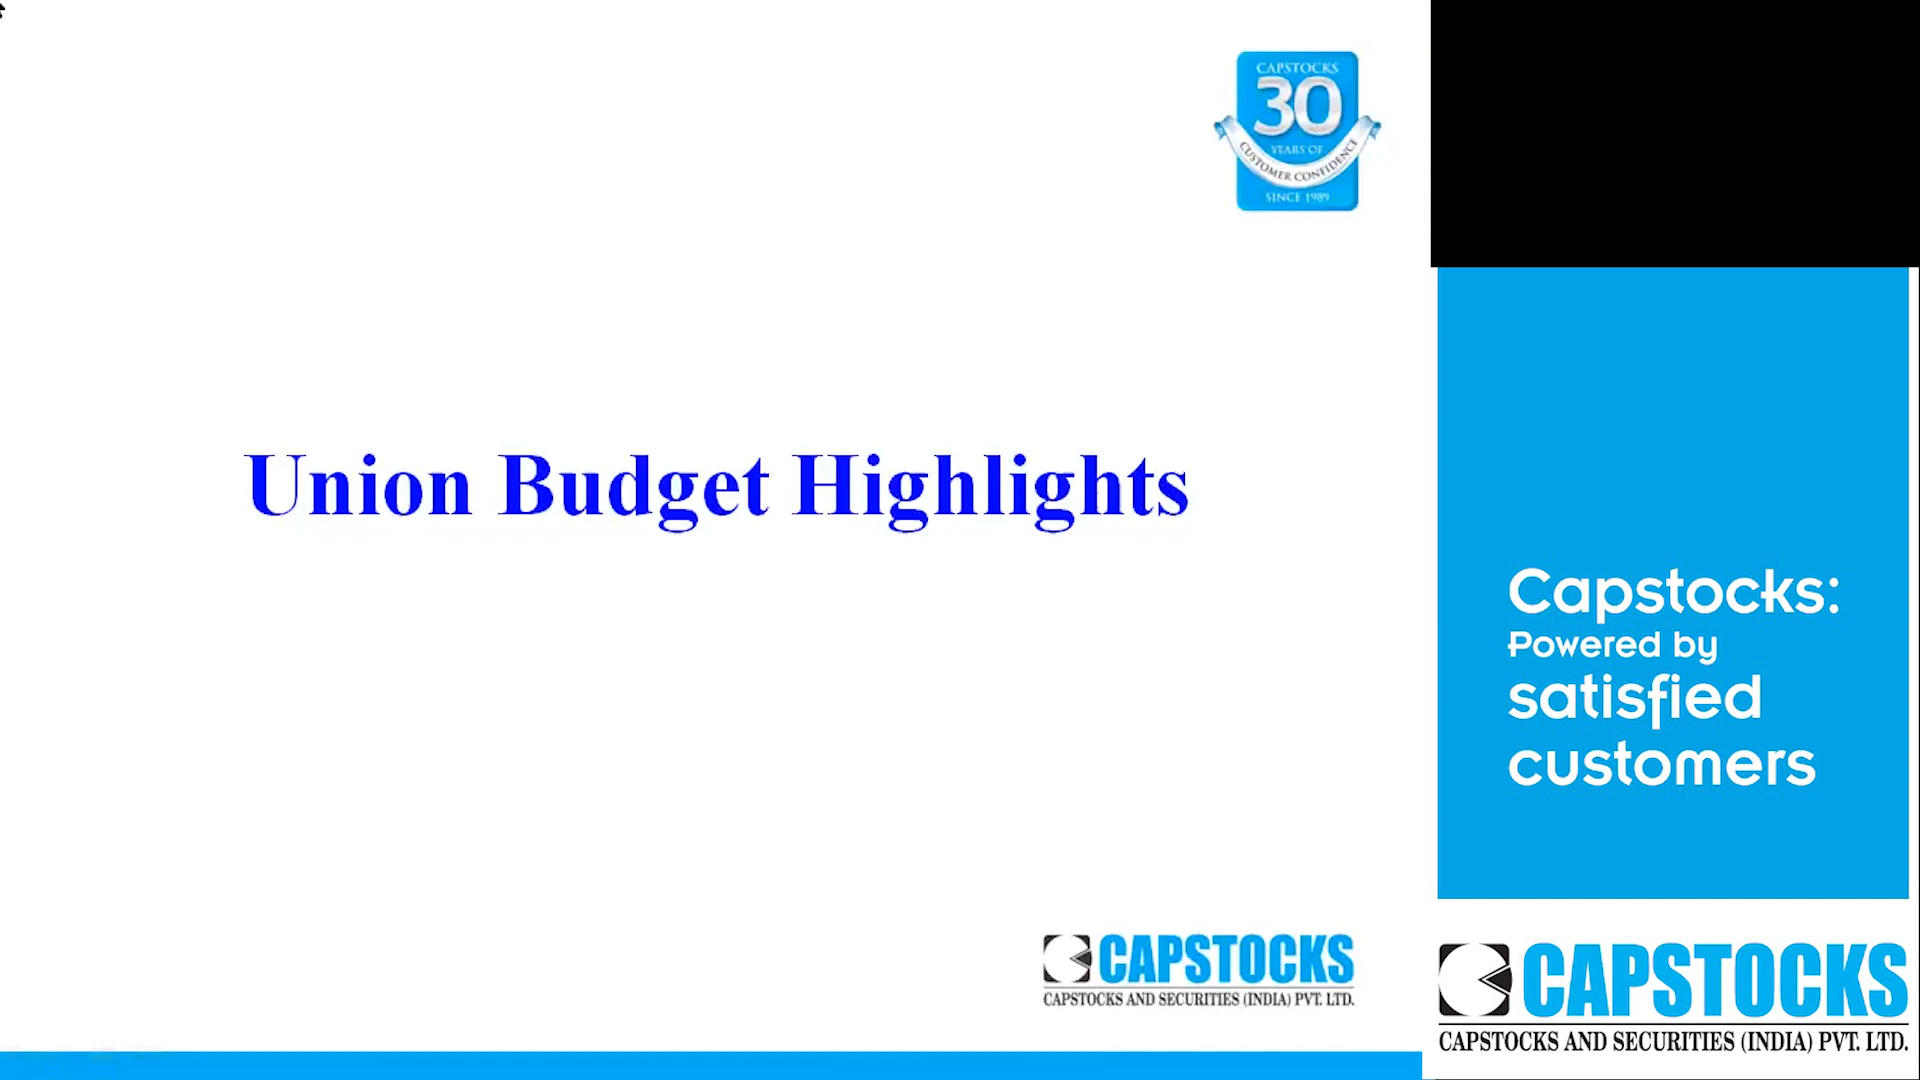 CAPSTOCKS
30
YEARS OF
CUSTOMER CONFIDENCE
SINCE 1989
Union Budget Highlights
CAPSTOCKS
CAPSTOCKS AND SECURITIES (INDIA) PVT. LTD.
Capstocks:
Powered by
satisfied
customers
CAPSTOCKS
CAPSTOCKS AND SECURITIES (INDIA) PVT. LTD.